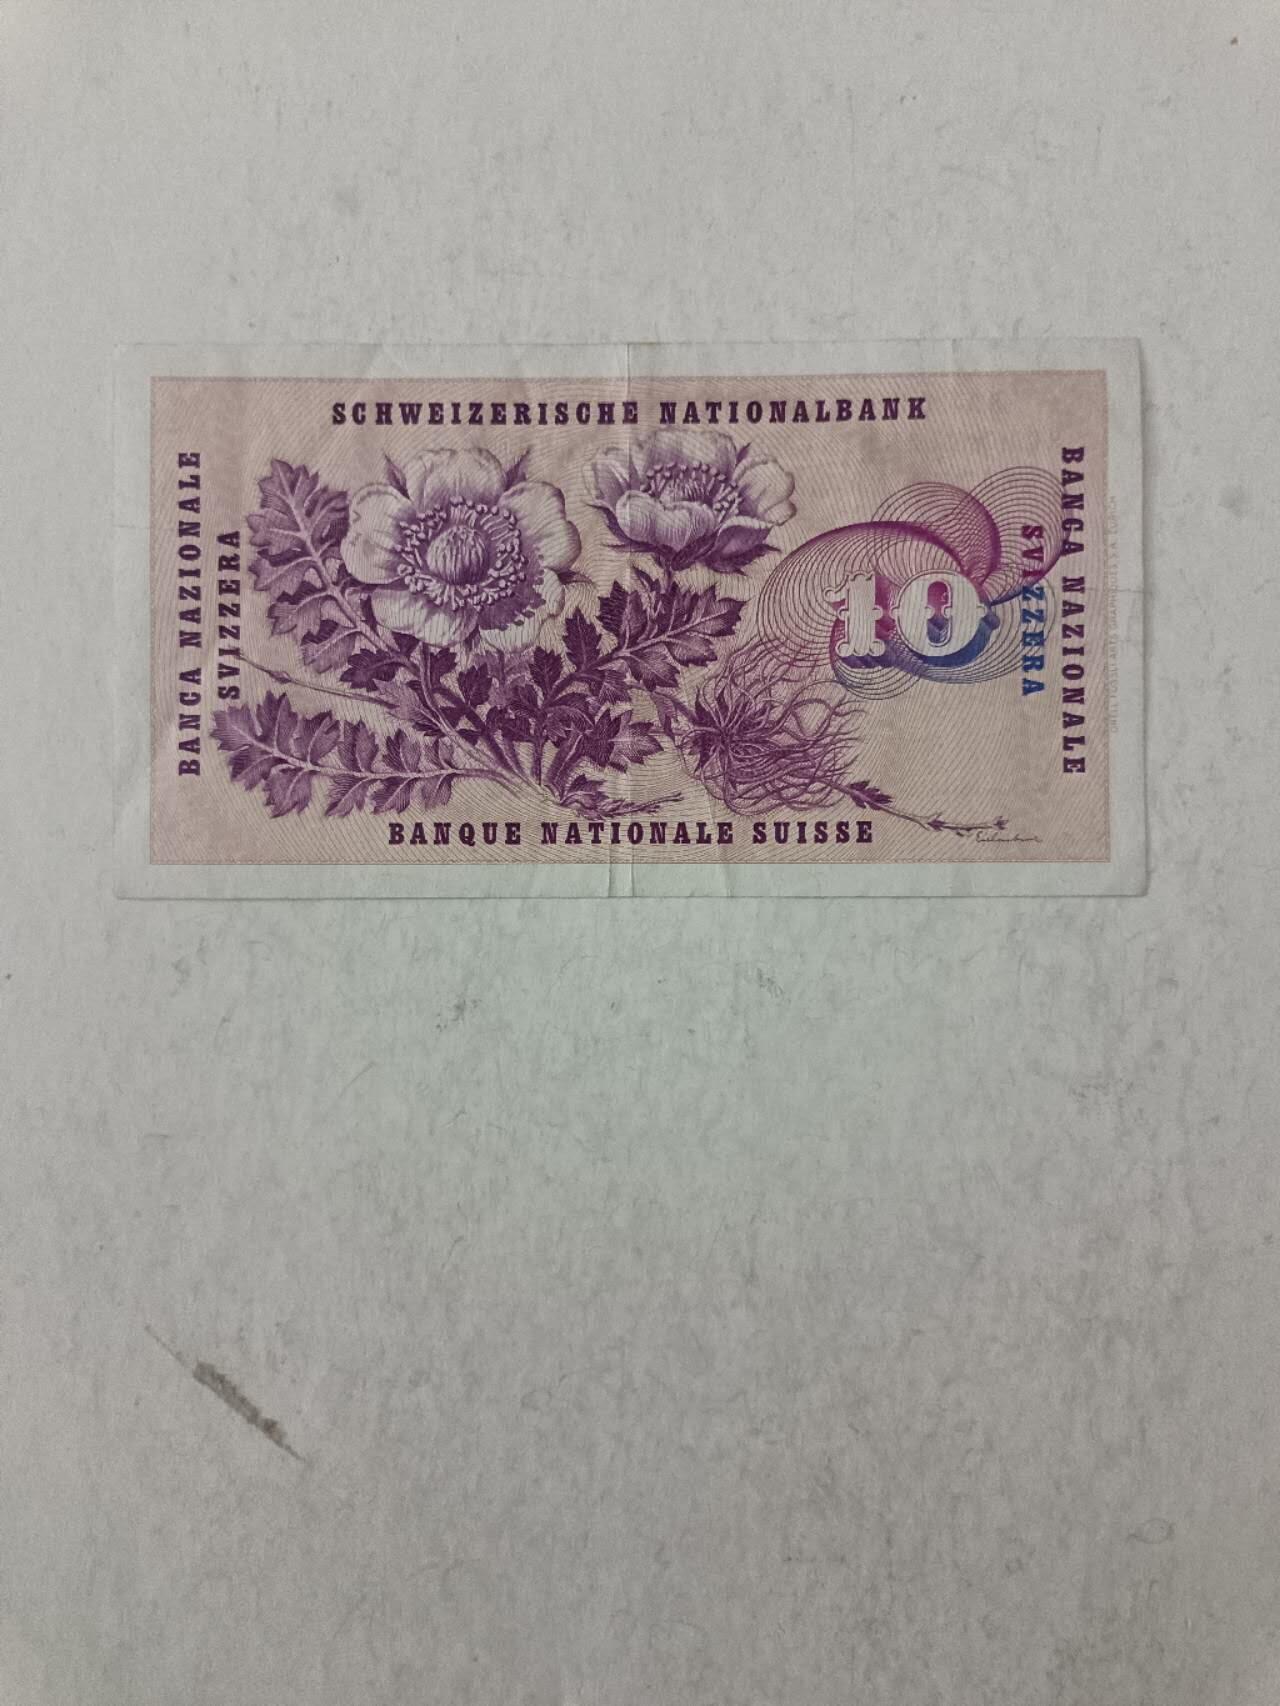 SCHWEIZERISCHE NATIONALBANK
BANCA NAZIONALE
SVIZZERA
10
BANCA NAZIONALE
SVIZZERA
BANQUE NATIONALE SUISSE